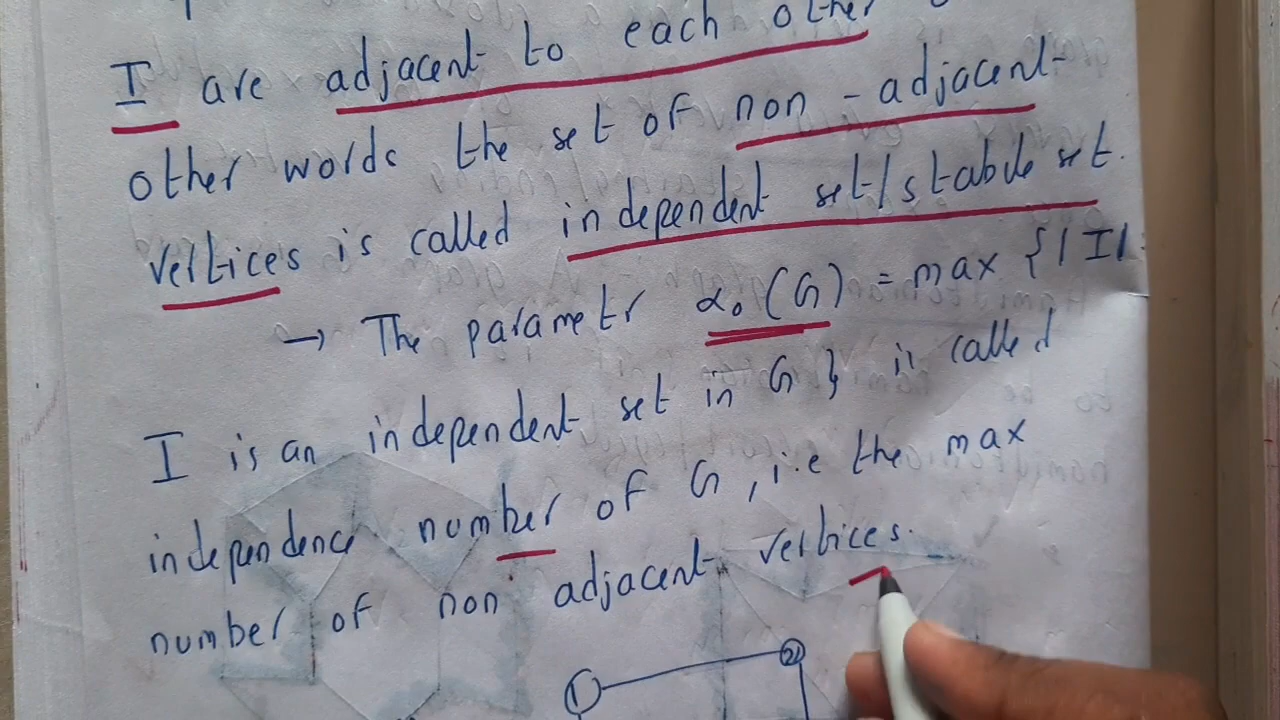 I are adjacent to each other
other words the set of non-adjacent
vertices is called independent set/stable set.
→ The parametr α₀(G) = max {|I|
I is an independent set in G} is called
independence number of G, i.e the max
number of non adjacent vertices.
1 2